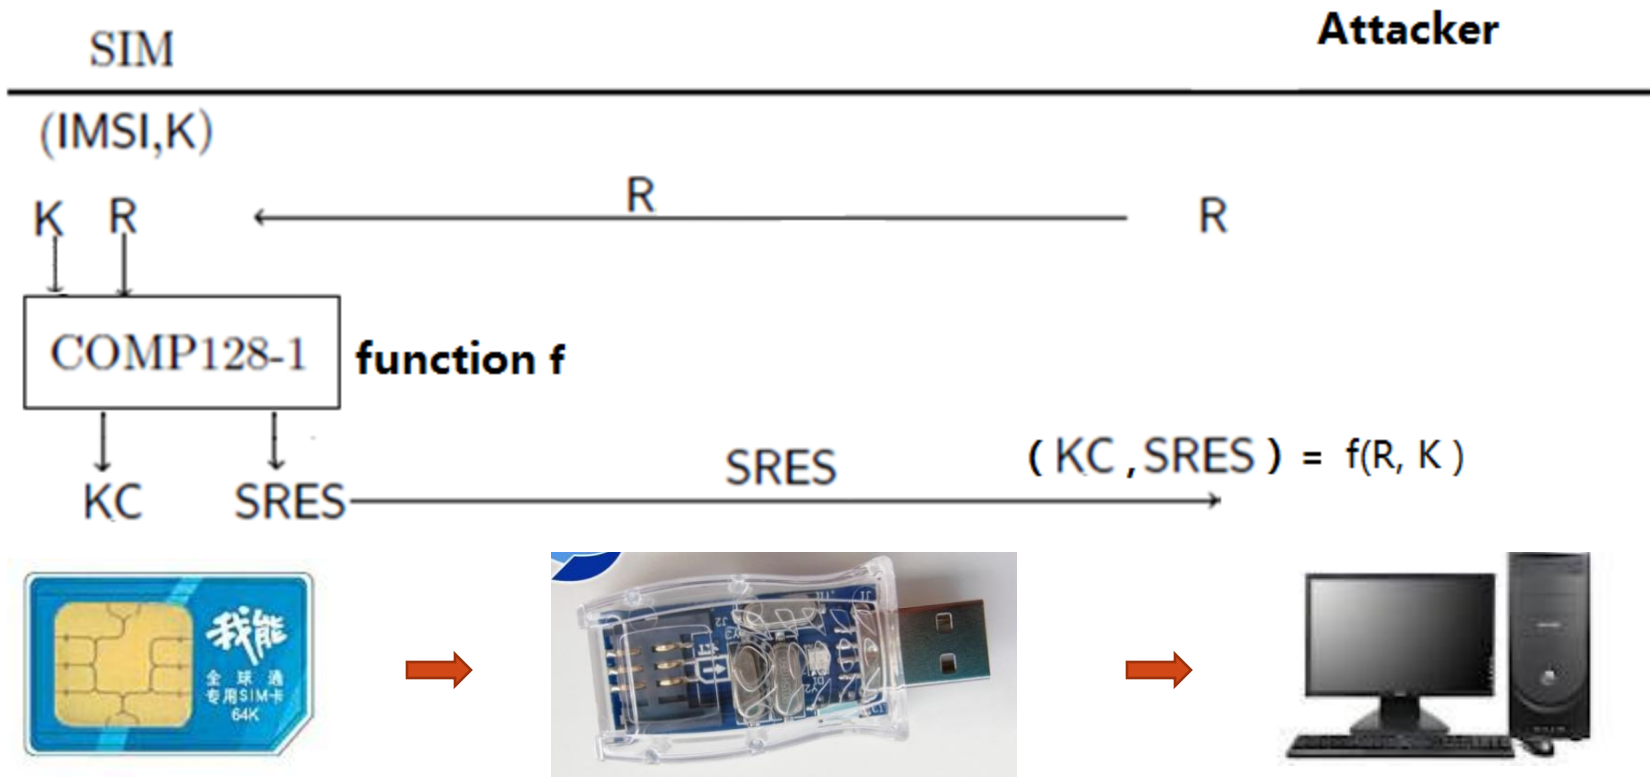 SIM
Attacker
(IMSI,K)
K R
R
R
COMP128-1
function f
KC
SRES
SRES
( KC ,SRES ) = f(R, K )
我能
全球通
专用SIM卡
64K
J2